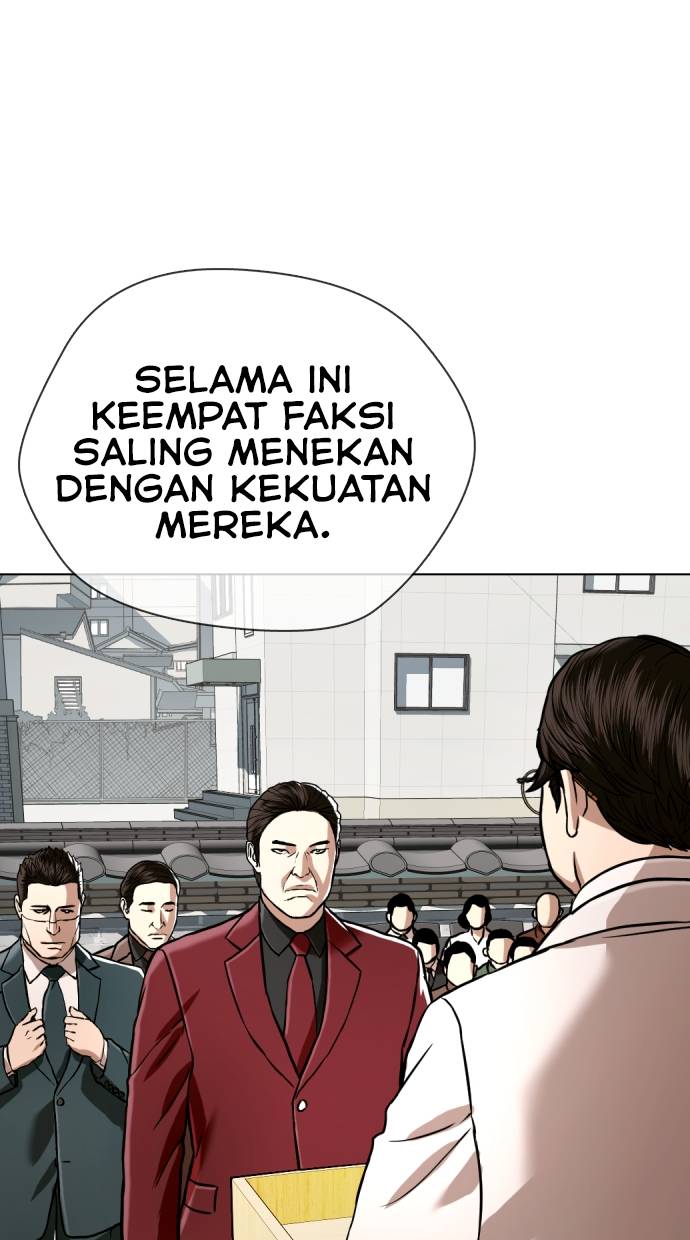 SELAMA INI
KEEMPAT FAKSI
SALING MENEKAN
DENGAN KEKUATAN
MEREKA.